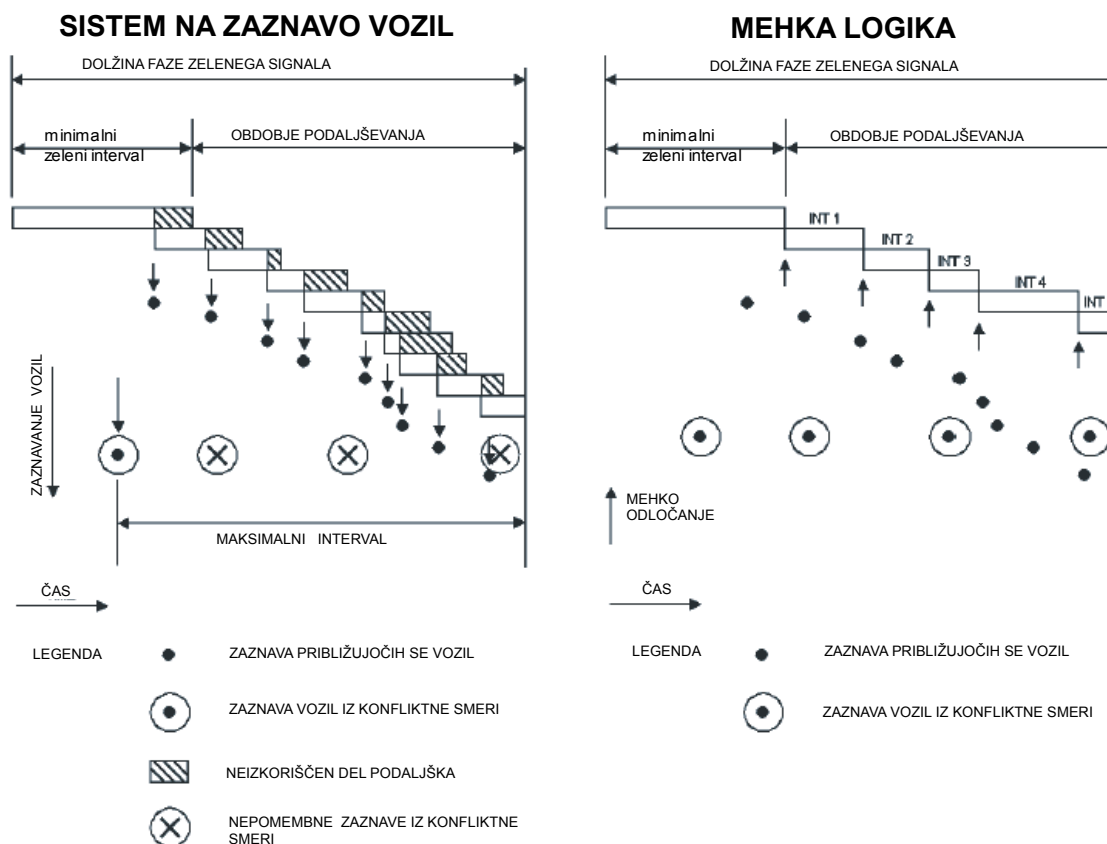 SISTEM NA ZAZNAVO VOZIL
DOLŽINA FAZE ZELENEGA SIGNALA
minimalni
zeleni interval
OBDOBJE PODALJŠEVANJA
ZAZNAVANJE VOZIL
MAKSIMALNI INTERVAL
ČAS
LEGENDA
ZAZNAVA PRIBLIŽUJOČIH SE VOZIL
ZAZNAVA VOZIL IZ KONFLIKTNE SMERI
NEIZKORIŠČEN DEL PODALJŠKA
NEPOMEMBNE ZAZNAVE IZ KONFLIKTNE
SMERI
MEHKA LOGIKA
DOLŽINA FAZE ZELENEGA SIGNALA
minimalni
zeleni interval
OBDOBJE PODALJŠEVANJA
INT 1
INT 2
INT 3
INT 4
INT
MEHKO
ODLOČANJE
ČAS
LEGENDA
ZAZNAVA PRIBLIŽUJOČIH SE VOZIL
ZAZNAVA VOZIL IZ KONFLIKTNE SMERI